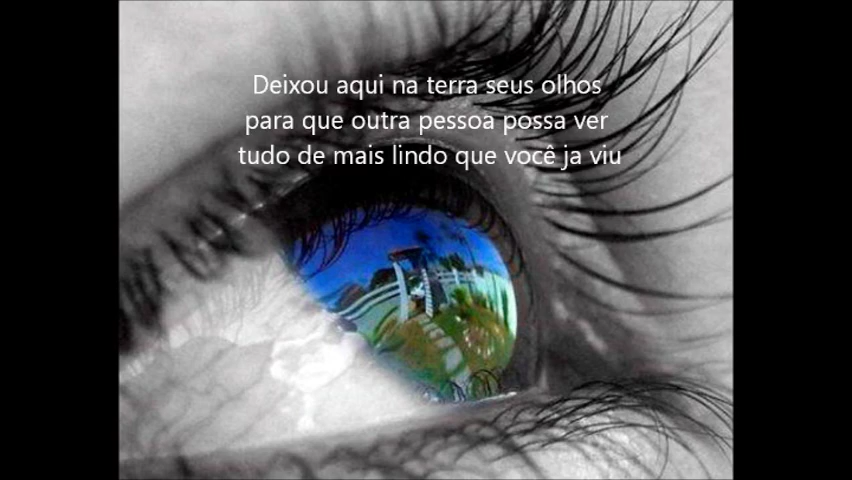 Deixou aqui na terra seus olhos
para que outra pessoa possa ver
tudo de mais lindo que você ja viu